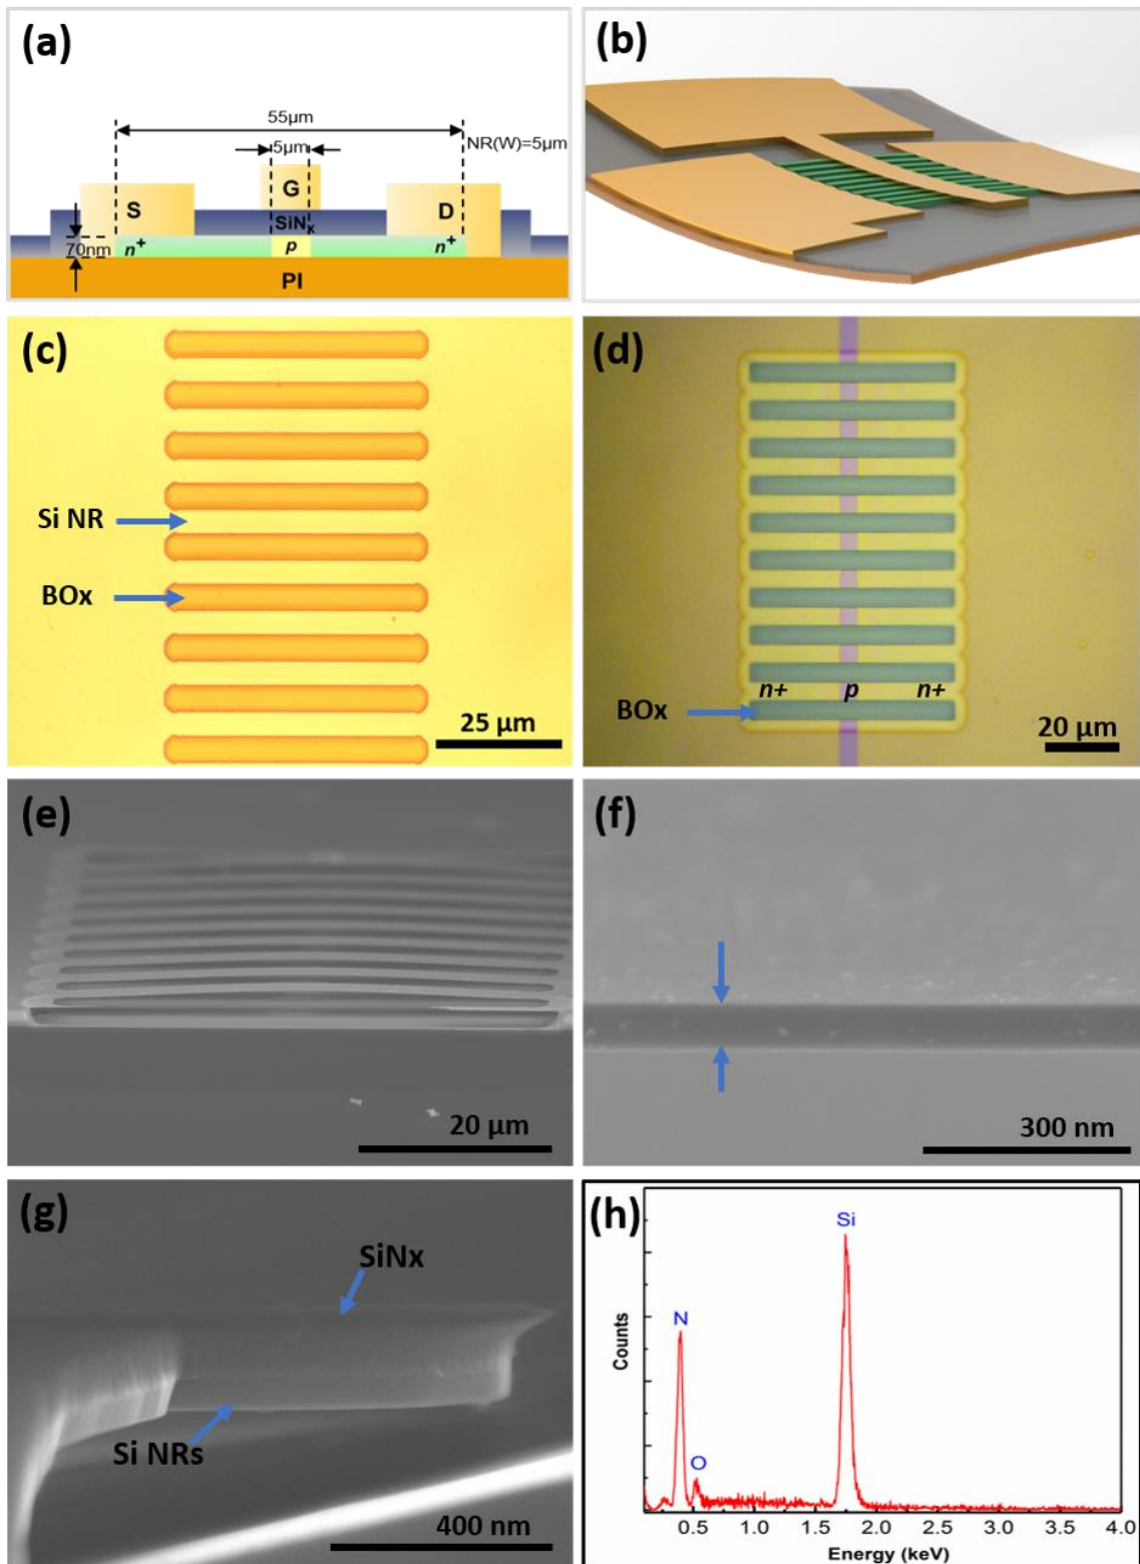 (a)
55µm
5µm
NR(W)=5µm
G
S
D
SiNx
70nm
n+
p
n+
PI
(b)
(c)
Si NR
BOx
25 µm
(d)
n+
p
n+
BOx
20 µm
(e)
20 µm
(f)
300 nm
(g)
SiNx
Si NRs
400 nm
(h)
Si
N
O
Counts
0.5 1.0 1.5 2.0 2.5 3.0 3.5 4.0
Energy (keV)